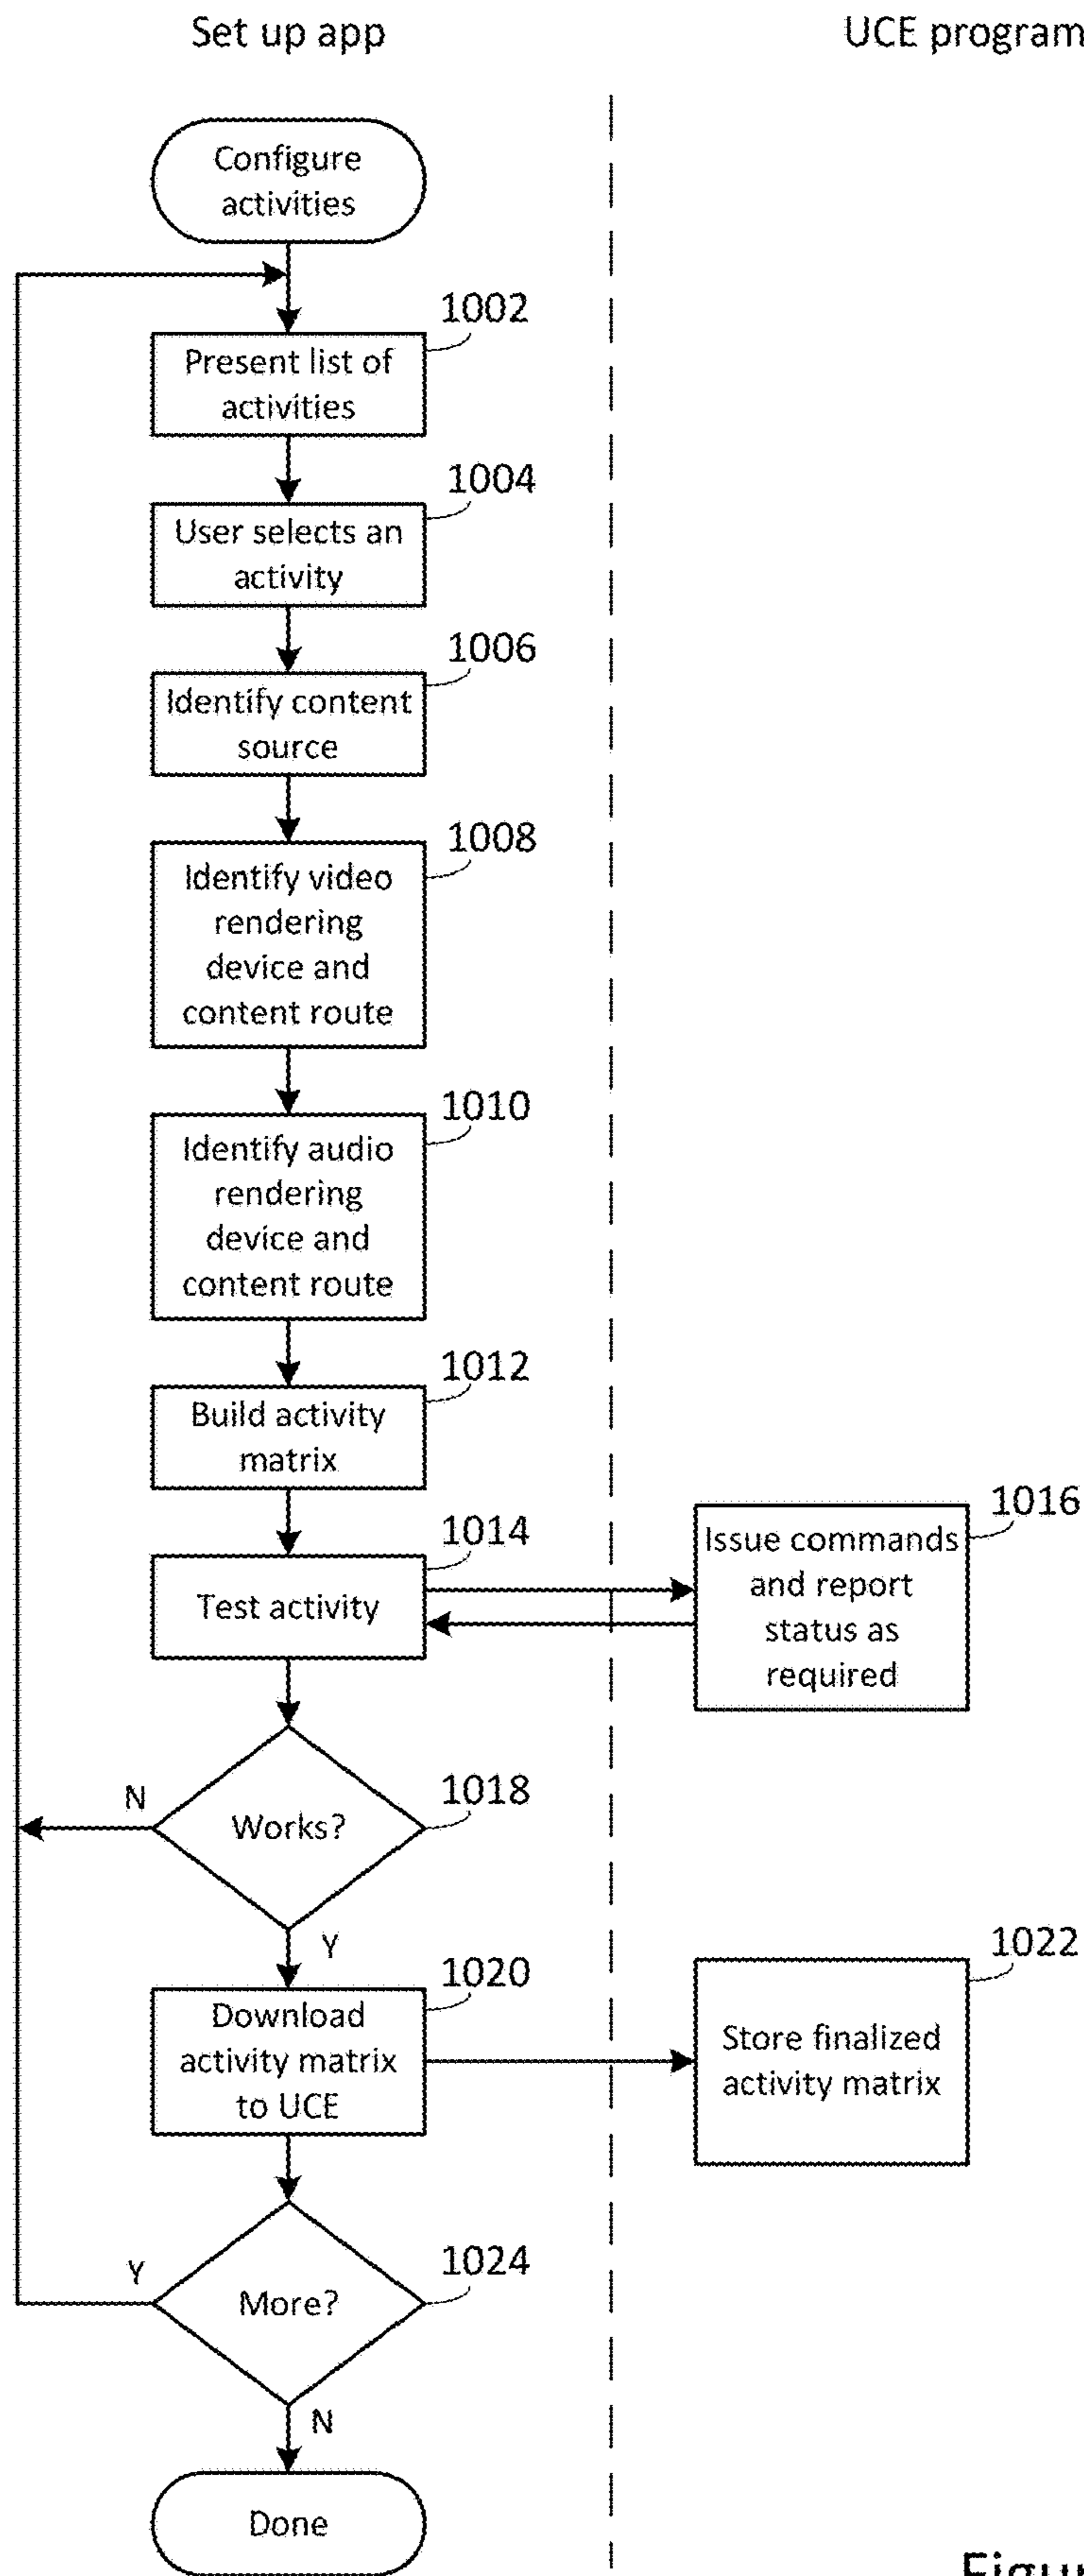 Set up app
UCE program
Configure
activities
1002
Present list of
activities
1004
User selects an
activity
1006
Identify content
source
1008
Identify video
rendering
device and
content route
1010
Identify audio
rendering
device and
content route
1012
Build activity
matrix
1014
Test activity
1016
Issue commands
and report
status as
required
1018
Works?
N
Y
1020
Download
activity matrix
to UCE
1022
Store finalized
activity matrix
1024
More?
Y
N
Done